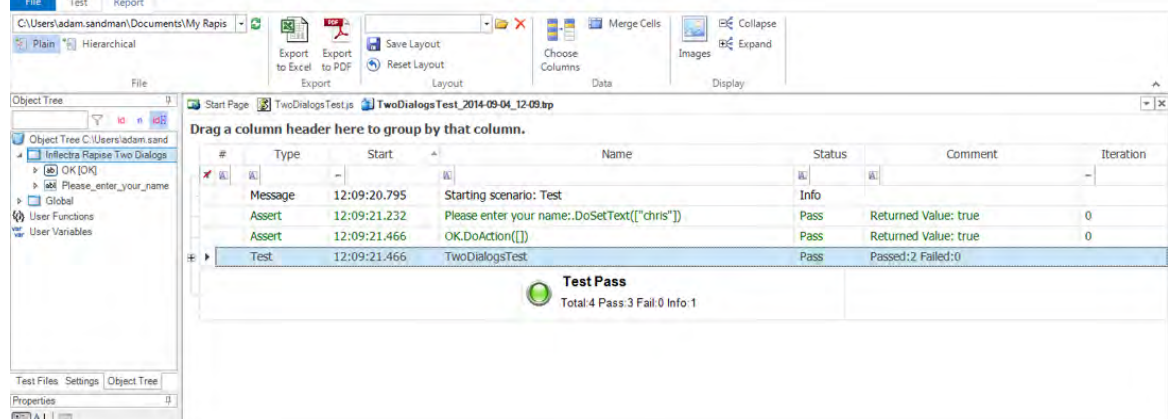 File Test Report
C:\Users\adam.sandman\Documents\My Rapis
Plain Hierarchical
File
Export to Excel
Export to PDF
Export
Save Layout
Reset Layout
Layout
Choose Columns
Merge Cells
Data
Images
Collapse
Expand
Display
Object Tree
Object Tree C:\Users\adam.sand
Inflectra Rapise Two Dialogs
OK [OK]
Please_enter_your_name
Global
User Functions
User Variables
Test Files Settings Object Tree
Properties
Start Page TwoDialogsTest.js TwoDialogsTest_2014-09-04_12-09.trp
Drag a column header here to group by that column.
# Type Start Name Status Comment Iteration
Message 12:09:20.795 Starting scenario: Test Info
Assert 12:09:21.232 Please enter your name:.DoSetText(["chris"]) Pass Returned Value: true 0
Assert 12:09:21.466 OK.DoAction([]) Pass Returned Value: true 0
Test 12:09:21.466 TwoDialogsTest Pass Passed:2 Failed:0
Test Pass
Total:4 Pass:3 Fail:0 Info:1